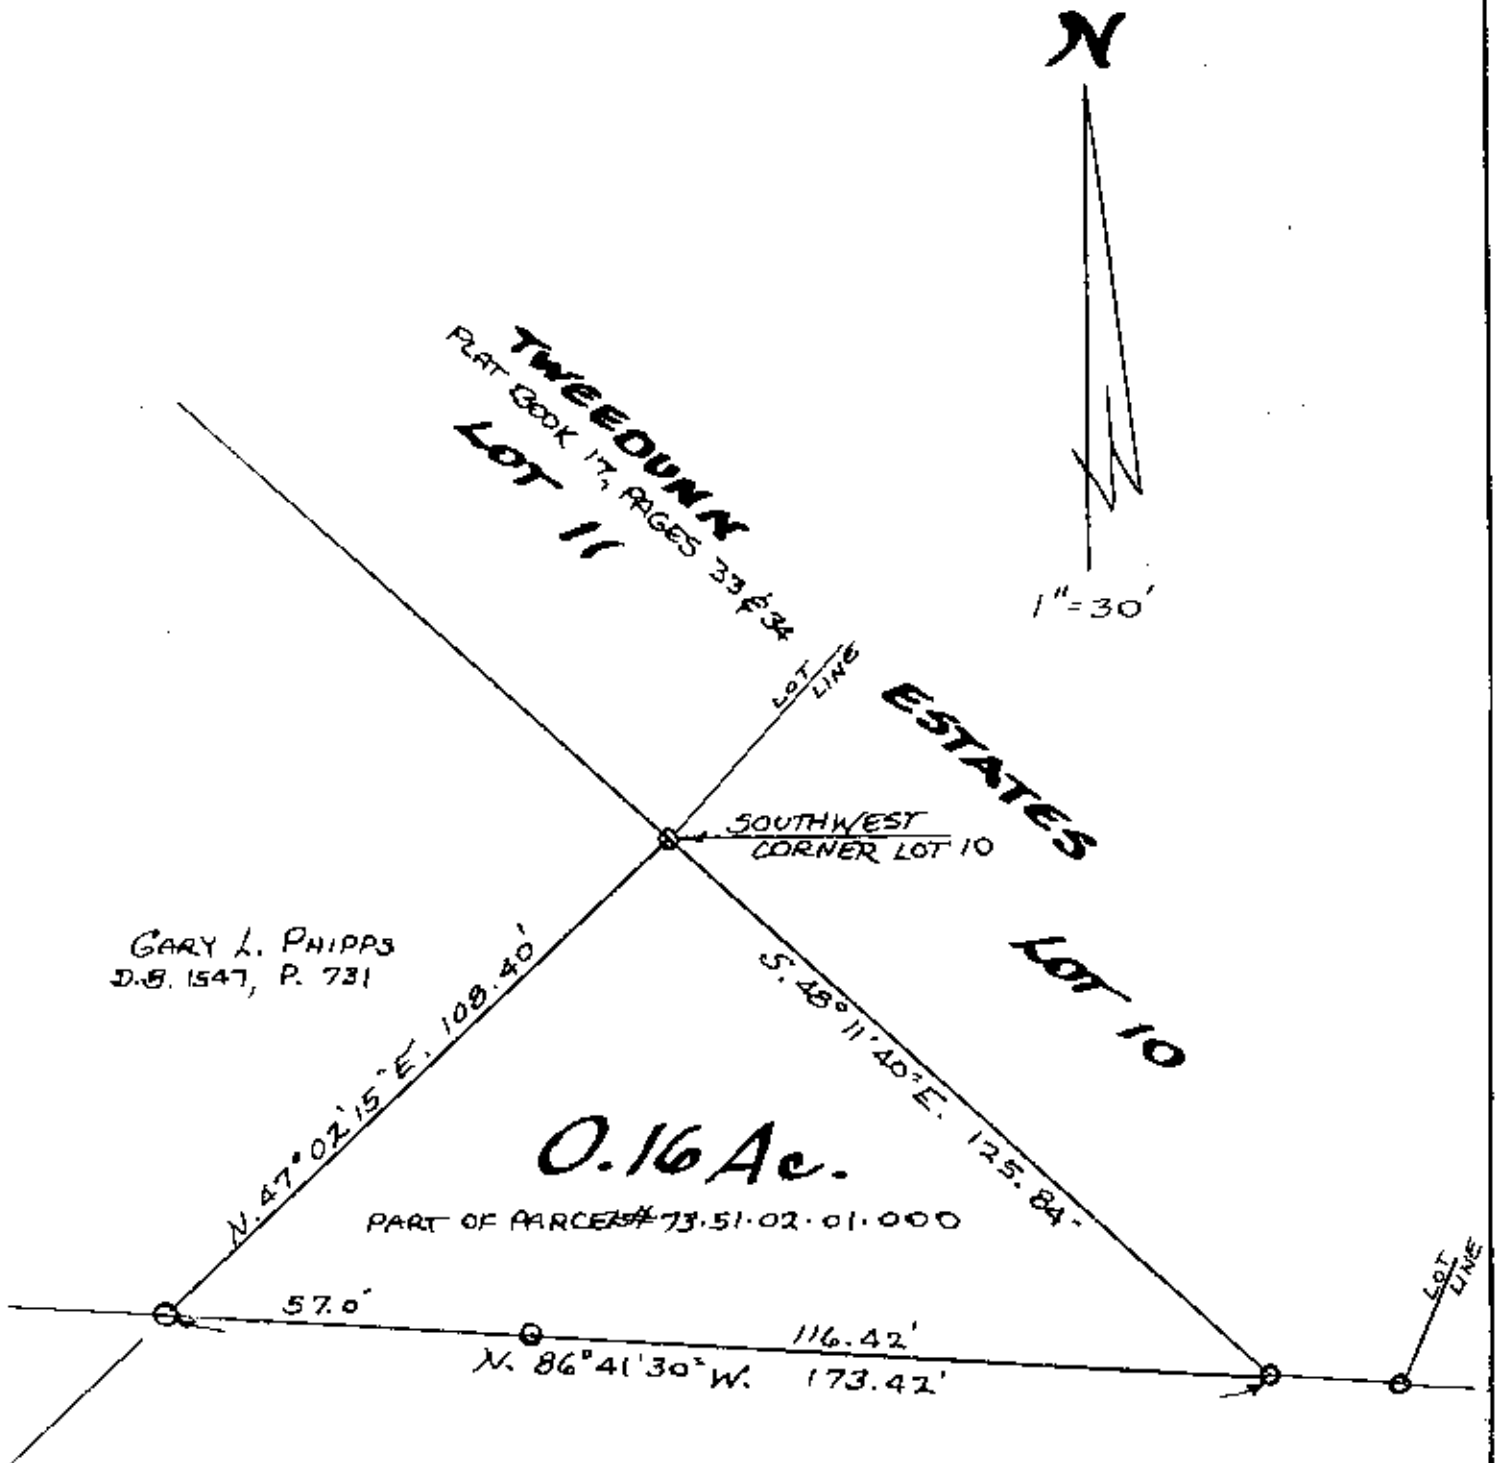 N
1"=30'
TWEEDUNN
PLAT BOOK 17, PAGES 33 & 34
LOT 11
LOT
LINE
ESTATES
SOUTHWEST
CORNER LOT 10
GARY L. PHIPPS
D.B. 1547, P. 731
LOT 10
N. 47° 02' 15" E. 108.40'
S. 48° 11' 40" E. 125.84'
0.16 Ac.
PART OF PARCEL # 73.51.02.01.000
LOT
LINE
57.0'
116.42'
N. 86° 41' 30" W. 173.42'